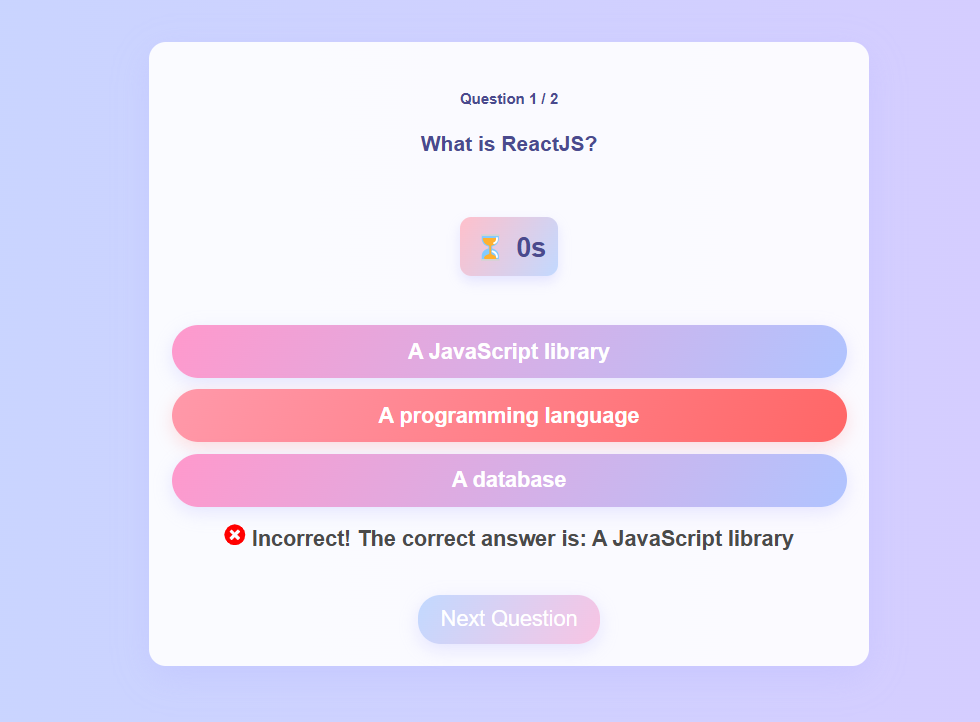 Question 1 / 2
What is ReactJS?
⏳ 0s
A JavaScript library
A programming language
A database
Incorrect! The correct answer is: A JavaScript library
Next Question